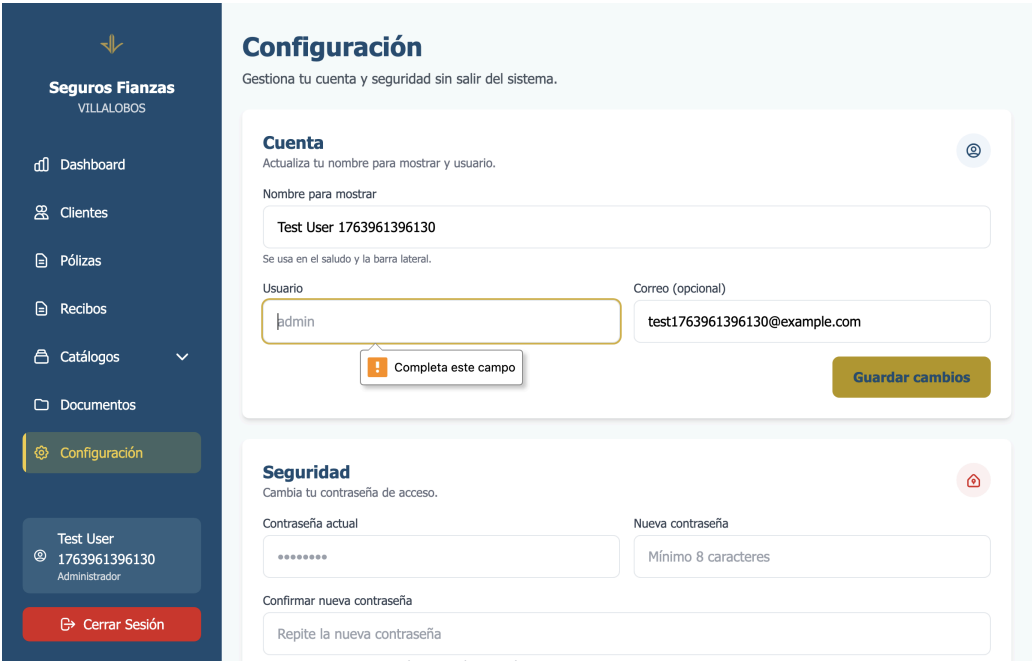 Seguros Fianzas
VILLALOBOS
Dashboard
Clientes
Pólizas
Recibos
Catálogos
Documentos
Configuración
Test User
1763961396130
Administrador
Cerrar Sesión
Configuración
Gestiona tu cuenta y seguridad sin salir del sistema.
Cuenta
Actualiza tu nombre para mostrar y usuario.
Nombre para mostrar
Test User 1763961396130
Se usa en el saludo y la barra lateral.
Usuario
admin
Completa este campo
Correo (opcional)
test1763961396130@example.com
Guardar cambios
Seguridad
Cambia tu contraseña de acceso.
Contraseña actual
••••••••
Nueva contraseña
Mínimo 8 caracteres
Confirmar nueva contraseña
Repite la nueva contraseña